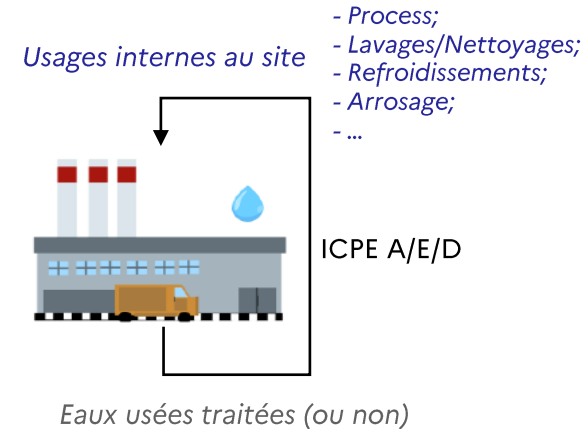 Usages internes au site
- Process;
- Lavages/Nettoyages;
- Refroidissements;
- Arrosage;
- ...
ICPE A/E/D
Eaux usées traitées (ou non)